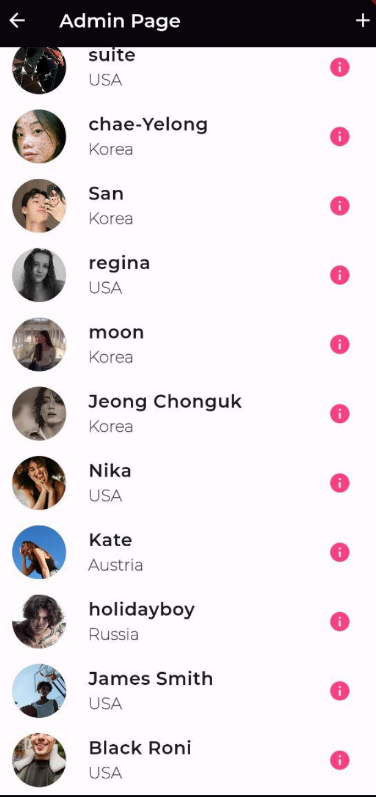 Admin Page
suite
USA
chae-Yelong
Korea
San
Korea
regina
USA
moon
Korea
Jeong Chonguk
Korea
Nika
USA
Kate
Austria
holidayboy
Russia
James Smith
USA
Black Roni
USA